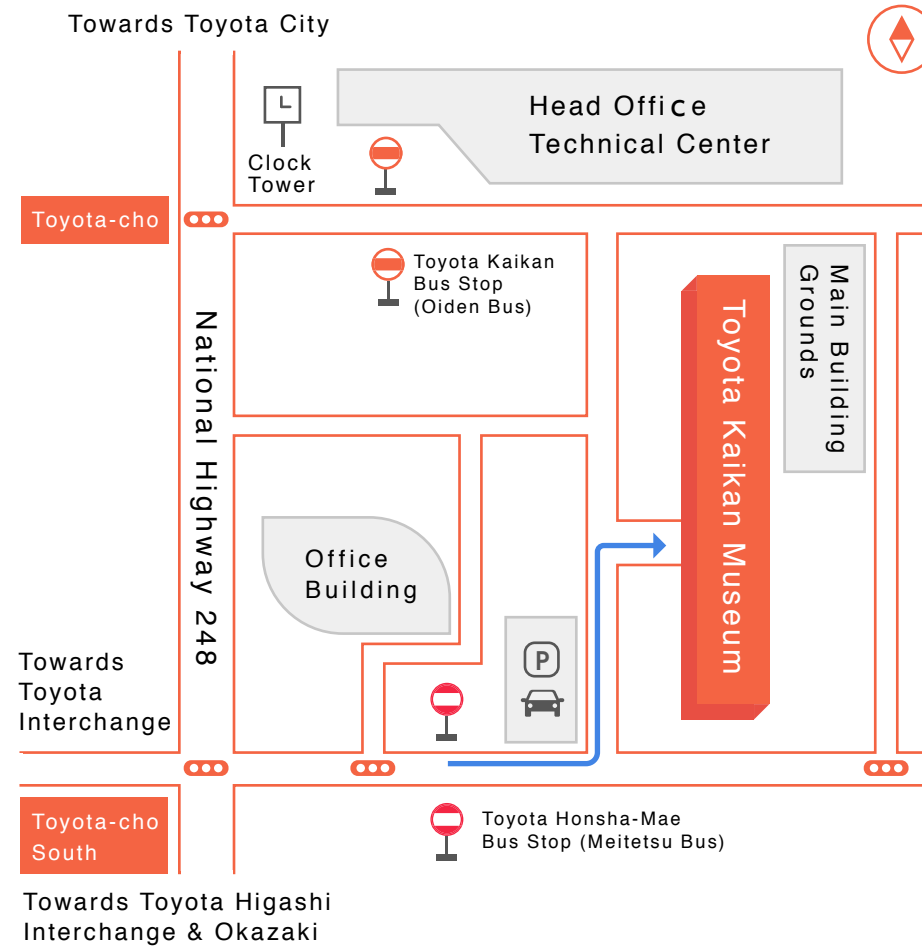 Towards Toyota City
Head Office
Technical Center
Clock
Tower
Toyota-cho
Toyota Kaikan
Bus Stop
(Oiden Bus)
Main Building
Grounds
Toyota Kaikan Museum
National Highway 248
Office
Building
P
Towards
Toyota
Interchange
Toyota-cho
South
Toyota Honsha-Mae
Bus Stop (Meitetsu Bus)
Towards Toyota Higashi
Interchange & Okazaki